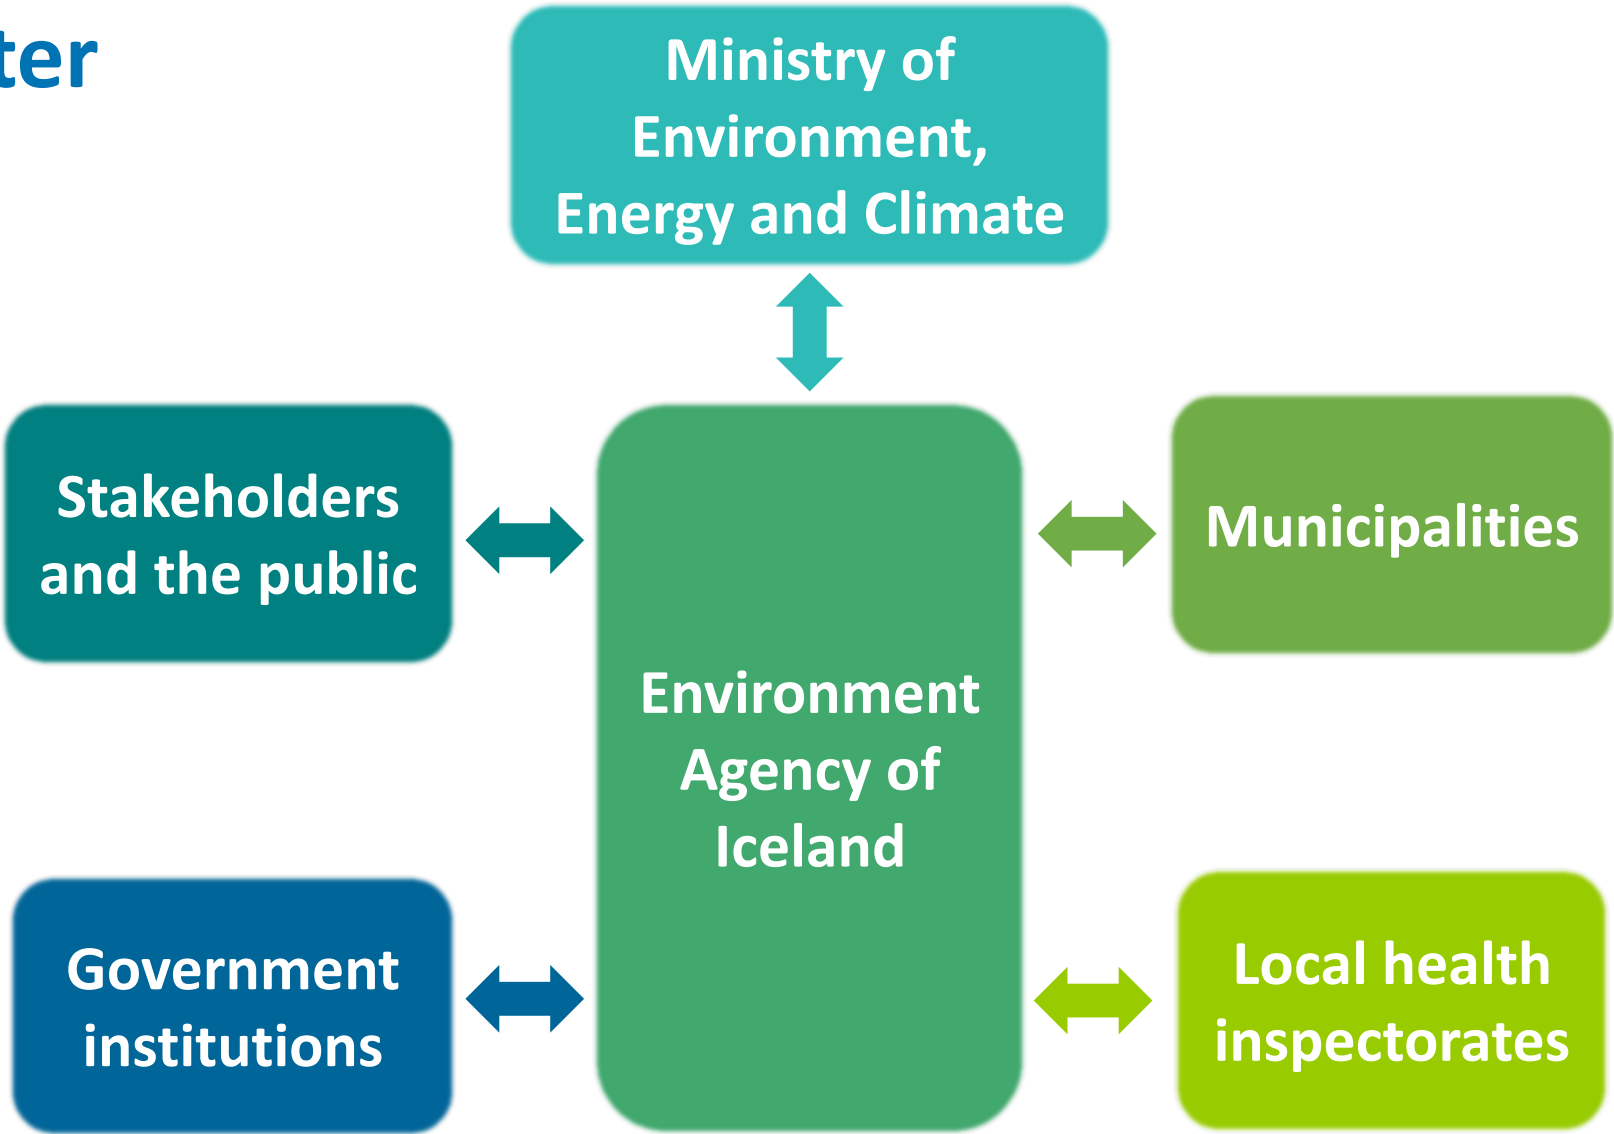 ter
Ministry of
Environment,
Energy and Climate
Stakeholders
and the public
Municipalities
Environment
Agency of
Iceland
Government
institutions
Local health
inspectorates